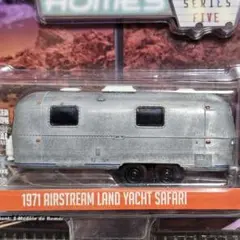 HOMES
SERIES
FIVE
1971 AIRSTREAM LAND YACHT SAFARI